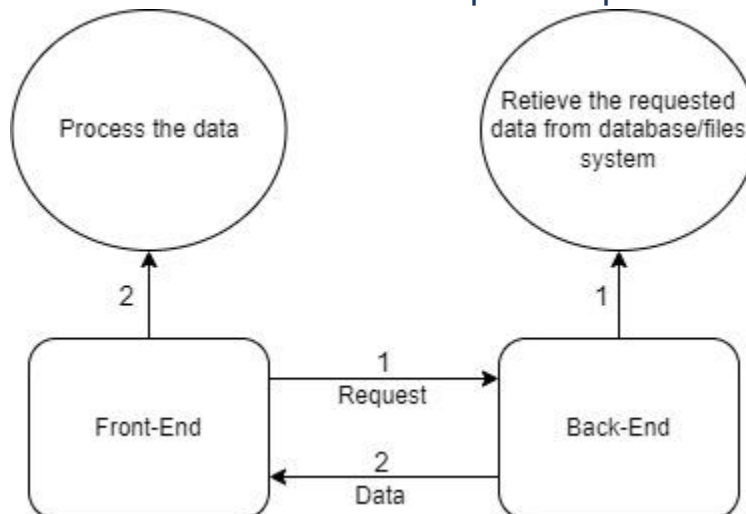 Process the data
Retieve the requested
data from database/files
system
2
1
1
Request
Front-End
Back-End
2
Data